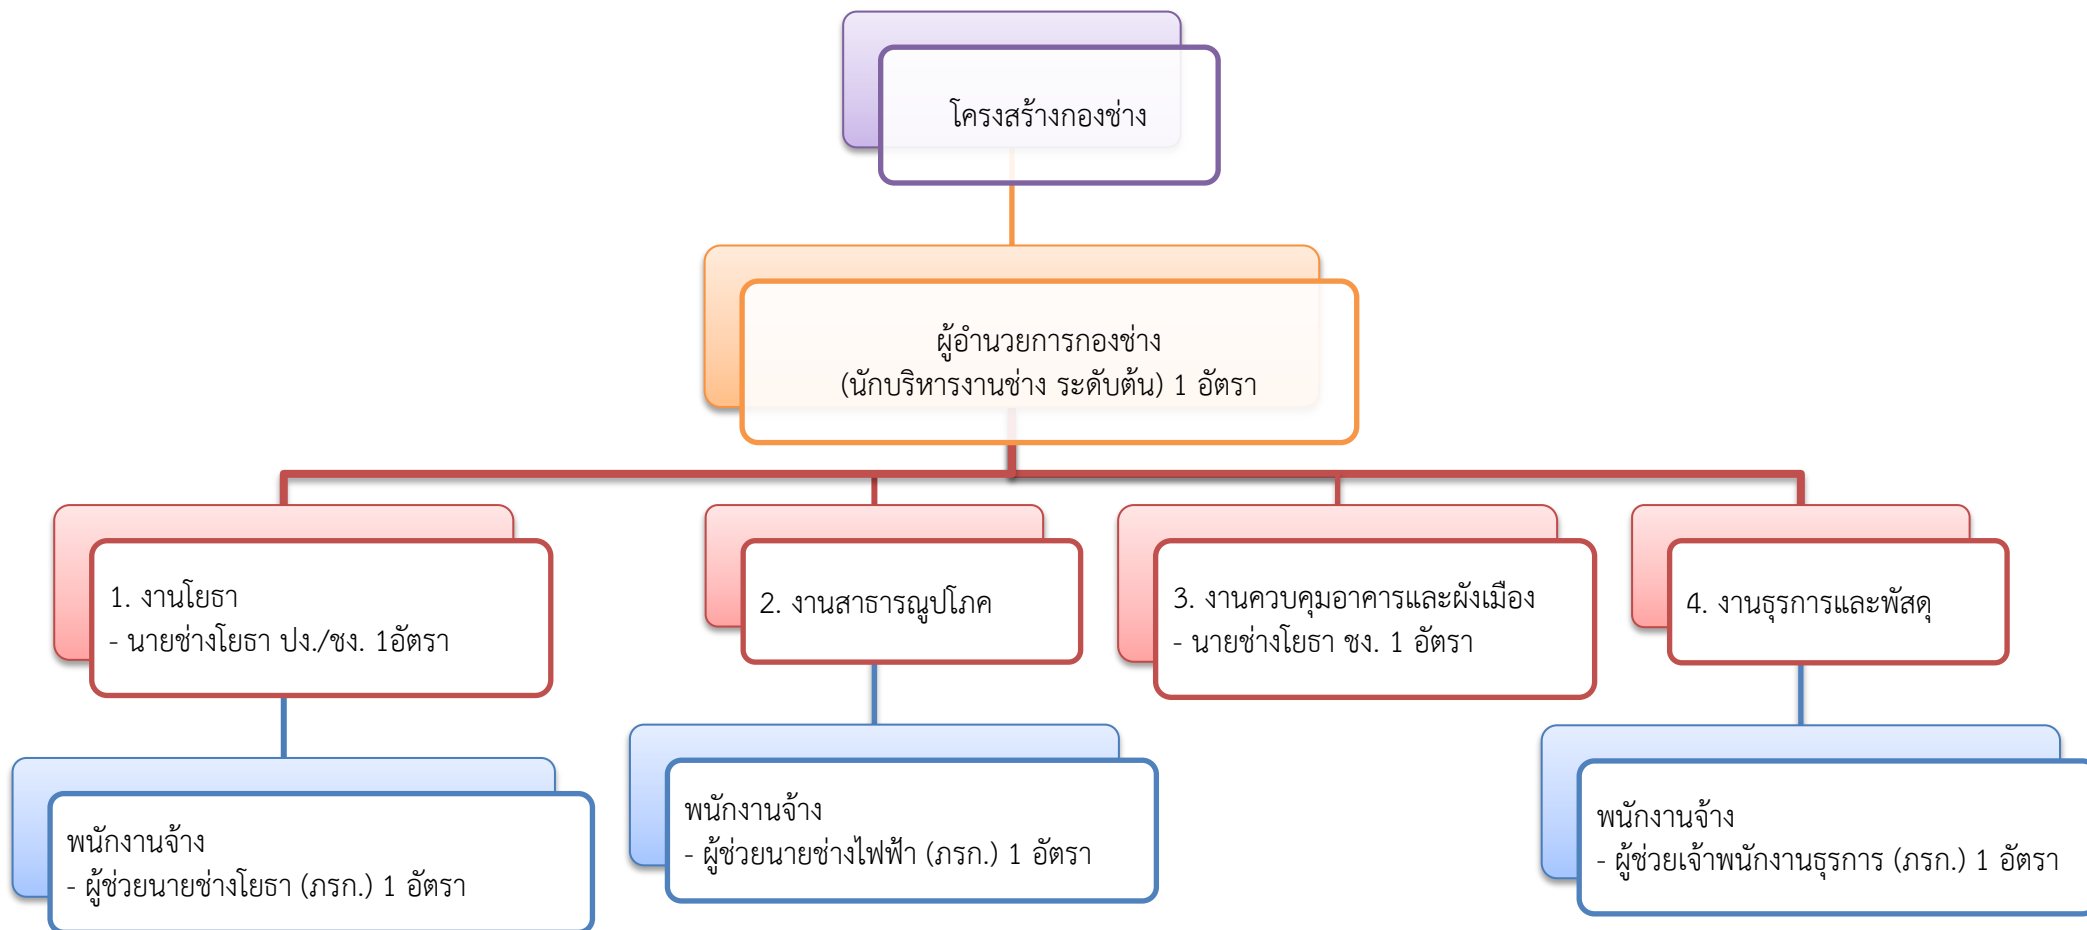 โครงสร้างกองช่าง
ผู้อำนวยการกองช่าง
(นักบริหารงานช่าง ระดับต้น) 1 อัตรา
1. งานโยธา
- นายช่างโยธา ปง./ชง. 1อัตรา
2. งานสาธารณูปโภค
3. งานควบคุมอาคารและผังเมือง
- นายช่างโยธา ชง. 1 อัตรา
4. งานธุรการและพัสดุ
พนักงานจ้าง
- ผู้ช่วยนายช่างโยธา (ภรก.) 1 อัตรา
พนักงานจ้าง
- ผู้ช่วยนายช่างไฟฟ้า (ภรก.) 1 อัตรา
พนักงานจ้าง
- ผู้ช่วยเจ้าพนักงานธุรการ (ภรก.) 1 อัตรา